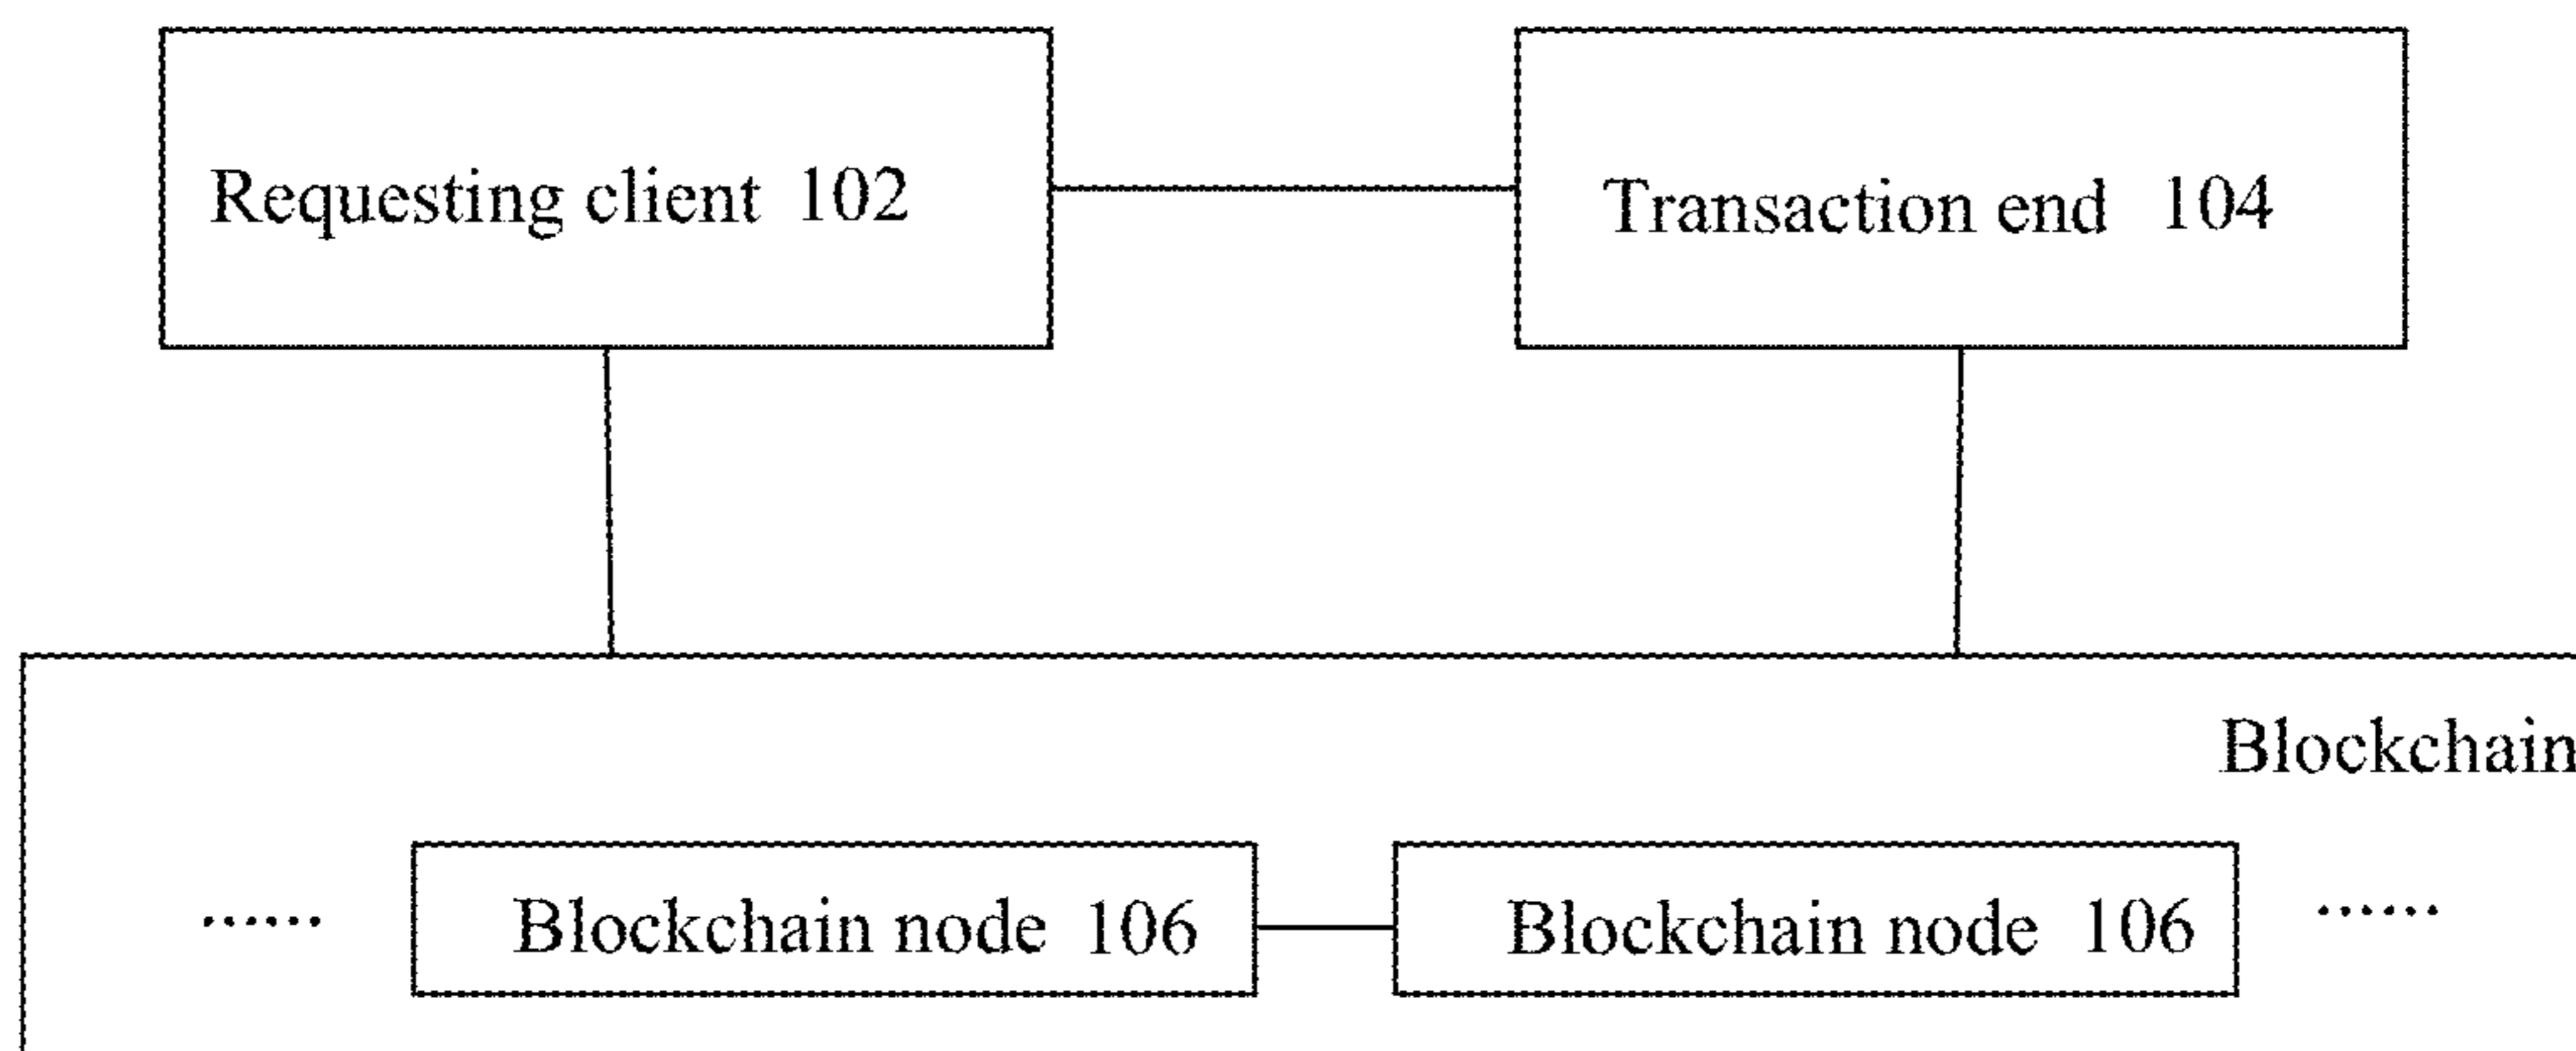 Requesting client 102
Transaction end 104
Blockchain
...... Blockchain node 106 Blockchain node 106 ......